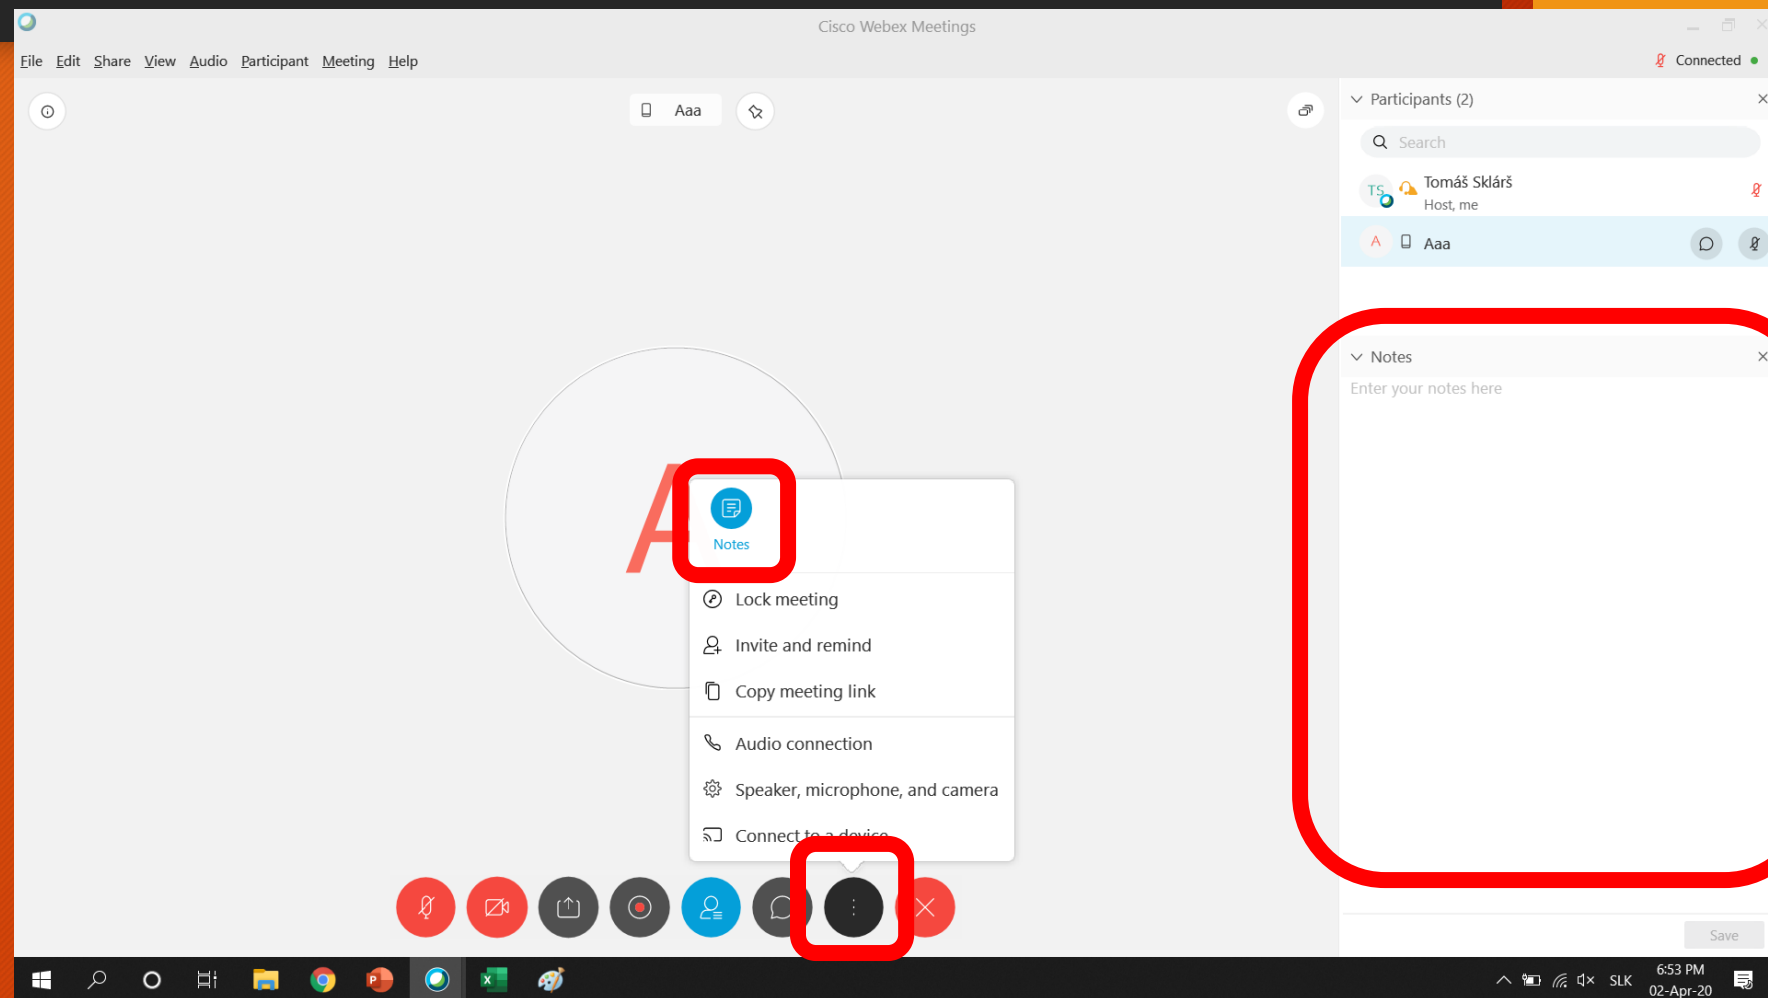 Cisco Webex Meetings
File Edit Share View Audio Participant Meeting Help
Connected
Aaa
Participants (2)
Search
TS
Tomáš Sklárš
Host, me
A
Aaa
Notes
Enter your notes here
A
Notes
Lock meeting
Invite and remind
Copy meeting link
Audio connection
Speaker, microphone, and camera
Connect to a device
Save
SLK
6:53 PM
02-Apr-20